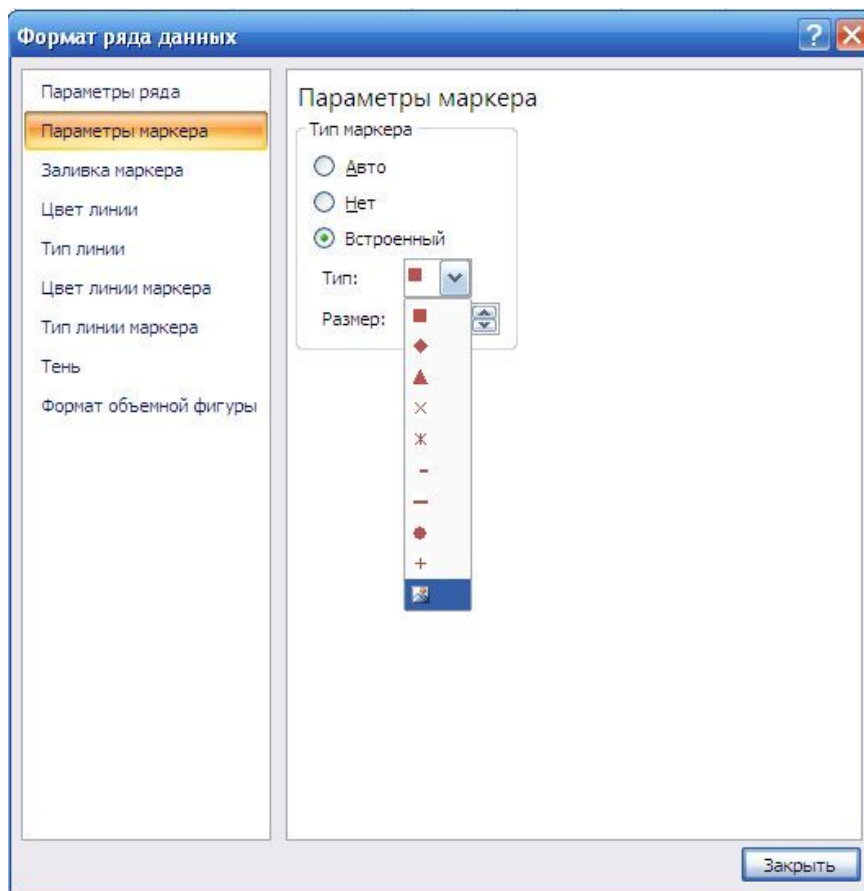 Формат ряда данных
Параметры ряда
Параметры маркера
Заливка маркера
Цвет линии
Тип линии
Цвет линии маркера
Тип линии маркера
Тень
Формат объемной фигуры
Параметры маркера
Тип маркера
Авто
Нет
Встроенный
Тип:
Размер:
Закрыть